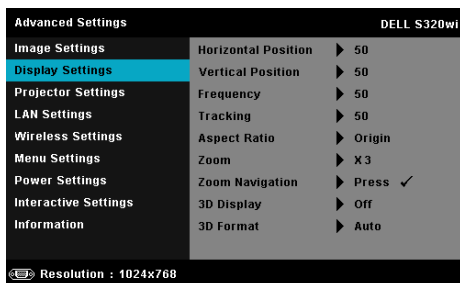 Advanced Settings DELL S320wi
Image Settings
Display Settings
Projector Settings
LAN Settings
Wireless Settings
Menu Settings
Power Settings
Interactive Settings
Information
Horizontal Position 50
Vertical Position 50
Frequency 50
Tracking 50
Aspect Ratio Origin
Zoom X 3
Zoom Navigation Press ✓
3D Display Off
3D Format Auto
Resolution : 1024x768